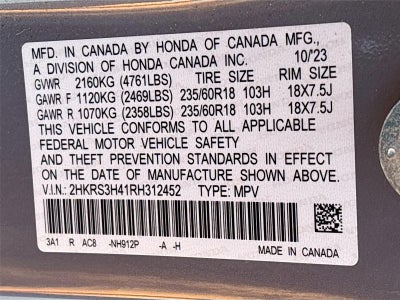 MFD. IN CANADA BY HONDA OF CANADA MFG.,
A DIVISION OF HONDA CANADA INC. 10/'23
GVWR 2160KG (4761LBS) TIRE SIZE RIM SIZE
GAWR F 1120KG (2469LBS) 235/60R18 103H 18X7.5J
GAWR R 1070KG (2358LBS) 235/60R18 103H 18X7.5J
THIS VEHICLE CONFORMS TO ALL APPLICABLE
FEDERAL MOTOR VEHICLE SAFETY
AND THEFT PREVENTION STANDARDS IN EFFECT
ON THE DATE OF MANUFACTURE SHOWN ABOVE.
V.I.N.: 2HKRS3H41RH312452 TYPE: MPV
3A1 R AC8 -NH912P -A -H
MADE IN CANADA